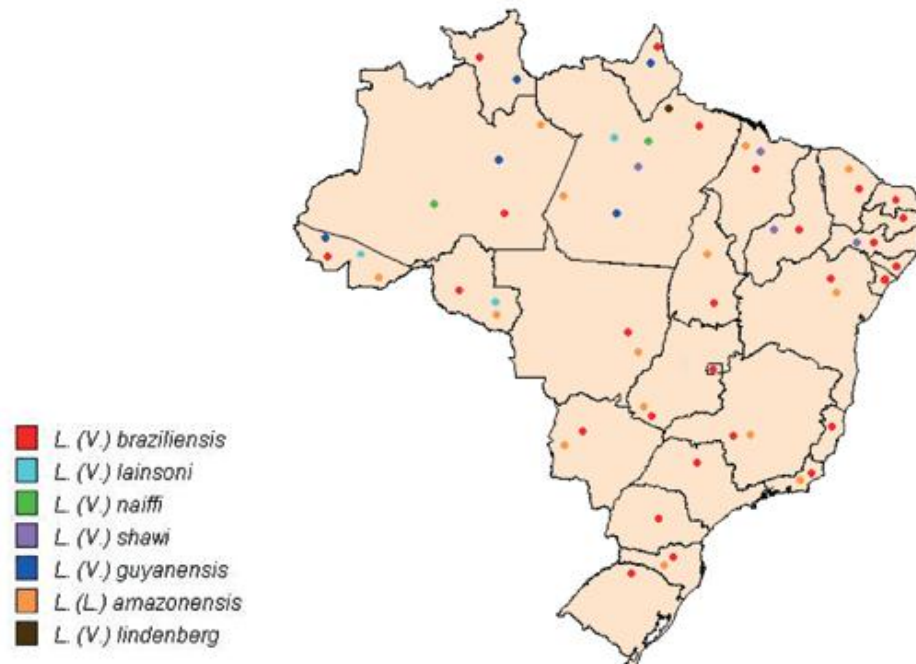 L. (V.) braziliensis
L. (V.) lainsoni
L. (V.) naiffi
L. (V.) shawi
L. (V.) guyanensis
L. (L.) amazonensis
L. (V.) lindenberg